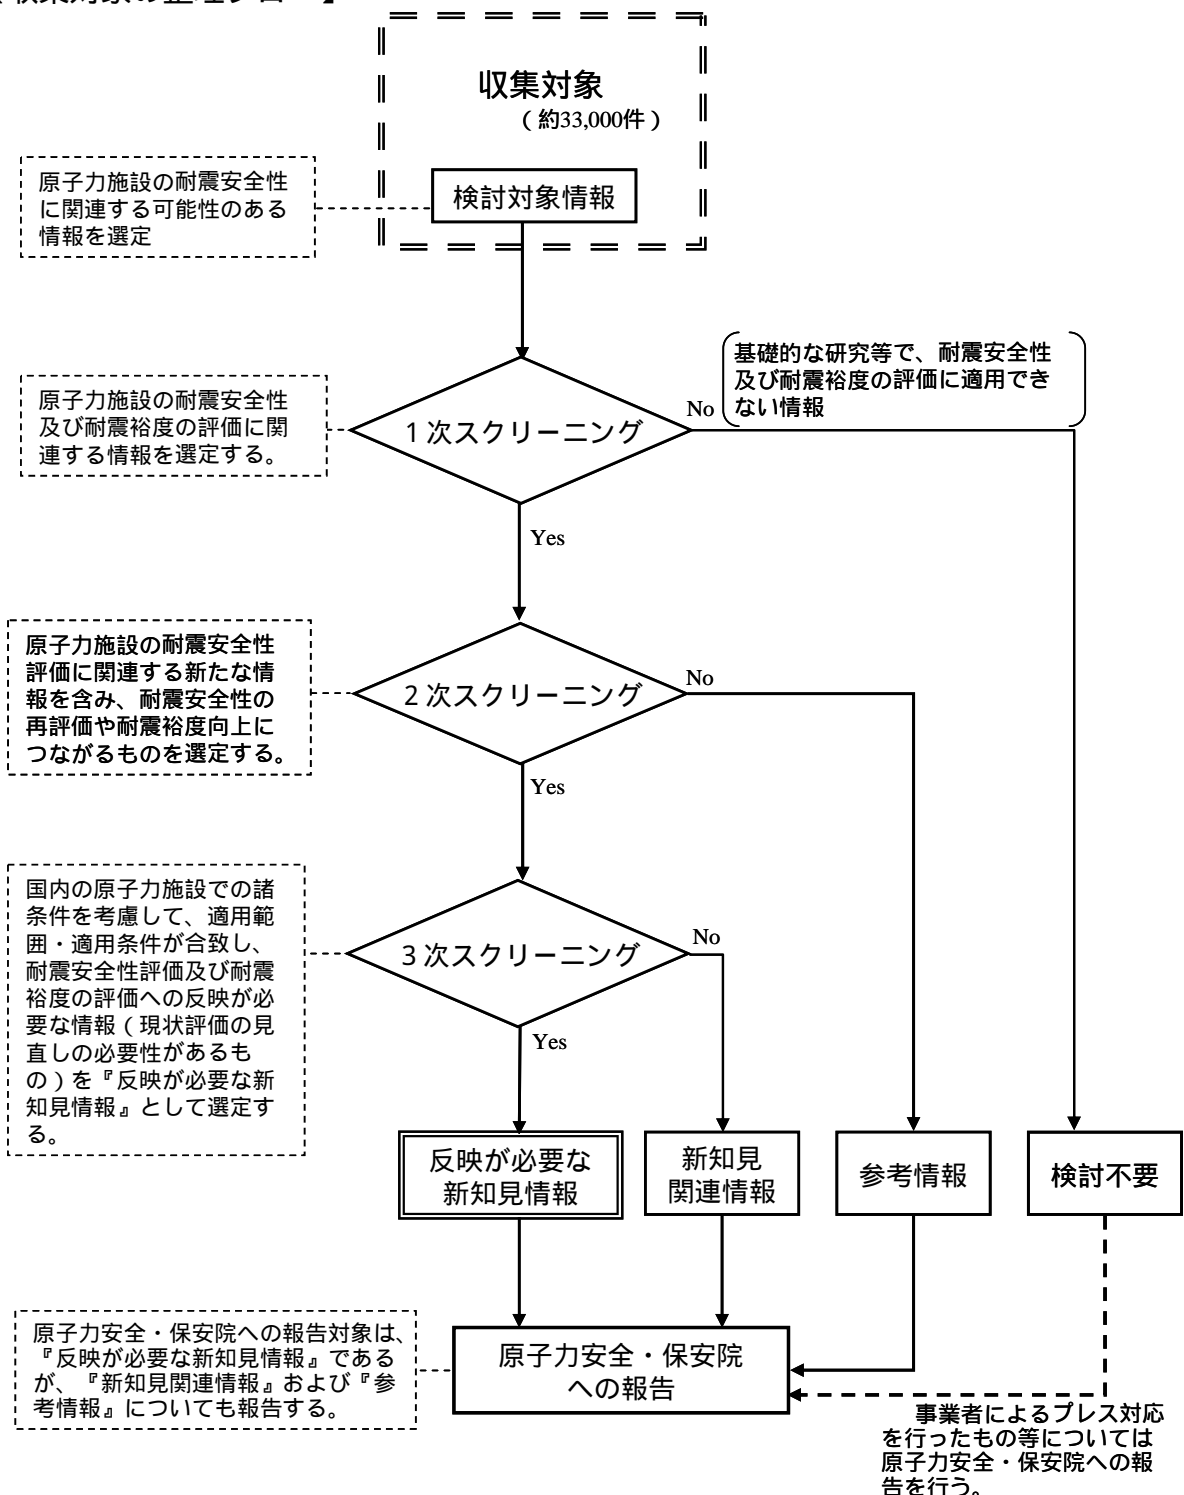 収集対象
（約33,000件）
検討対象情報
原子力施設の耐震安全性
に関連する可能性のある
情報を選定
基礎的な研究等で、耐震安全性
及び耐震裕度の評価に適用でき
ない情報
No
原子力施設の耐震安全性
及び耐震裕度の評価に関
連する情報を選定する。
1次スクリーニング
Yes
原子力施設の耐震安全性
評価に関連する新たな情
報を含み、耐震安全性の
再評価や耐震裕度向上に
つながるものを選定する。
2次スクリーニング
No
Yes
国内の原子力施設での諸
条件を考慮して、適用範
囲・適用条件が合致し、
耐震安全性評価及び耐震
裕度の評価への反映が必
要な情報（現状評価の見
直しの必要性があるも
の）を『反映が必要な新
知見情報』として選定す
る。
3次スクリーニング
No
Yes
反映が必要な
新知見情報
新知見
関連情報
参考情報
検討不要
原子力安全・保安院への報告対象は、
『反映が必要な新知見情報』である
が、『新知見関連情報』および『参
考情報』についても報告する。
原子力安全・保安院
への報告
事業者によるプレス対応
を行ったもの等については
原子力安全・保安院への報
告を行う。